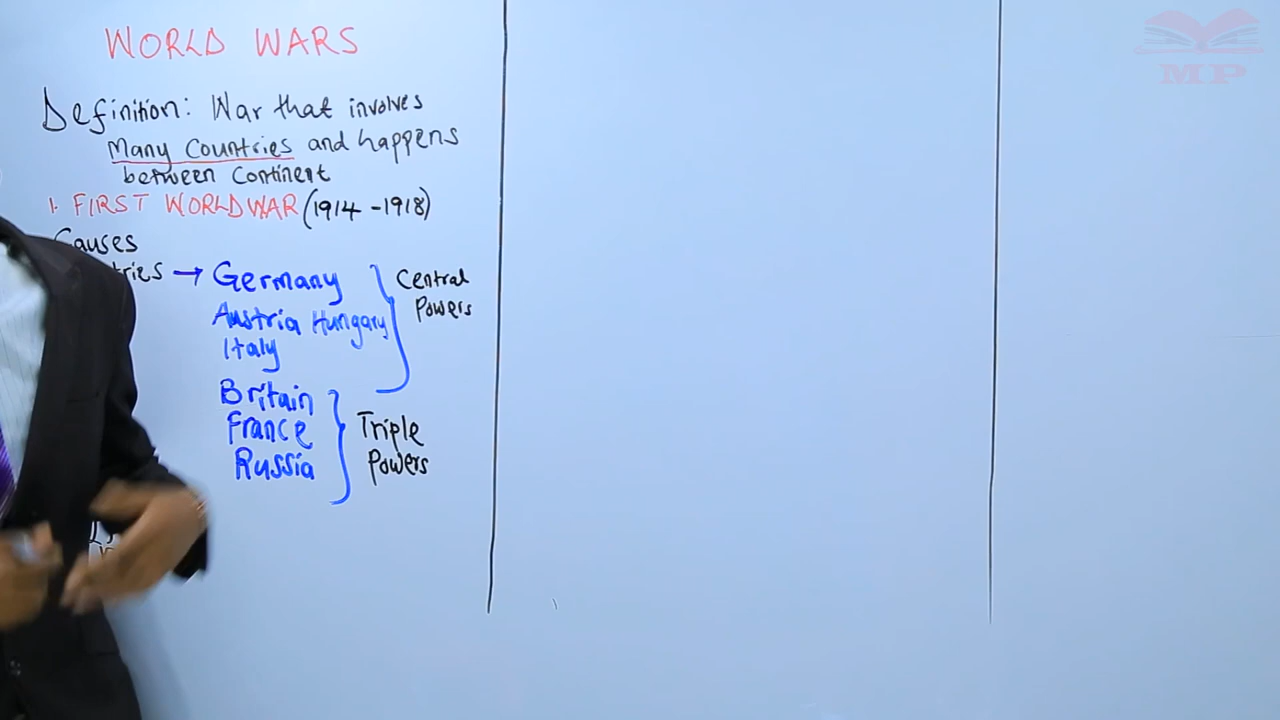 WORLD WARS
Definition: War that involves
Many Countries and happens
between Continent
1. FIRST WORLD WAR (1914 - 1918)
Causes
→ Germany
Central
Powers
Austria Hungary
Italy
Britain
France
Russia
Triple
Powers
MP